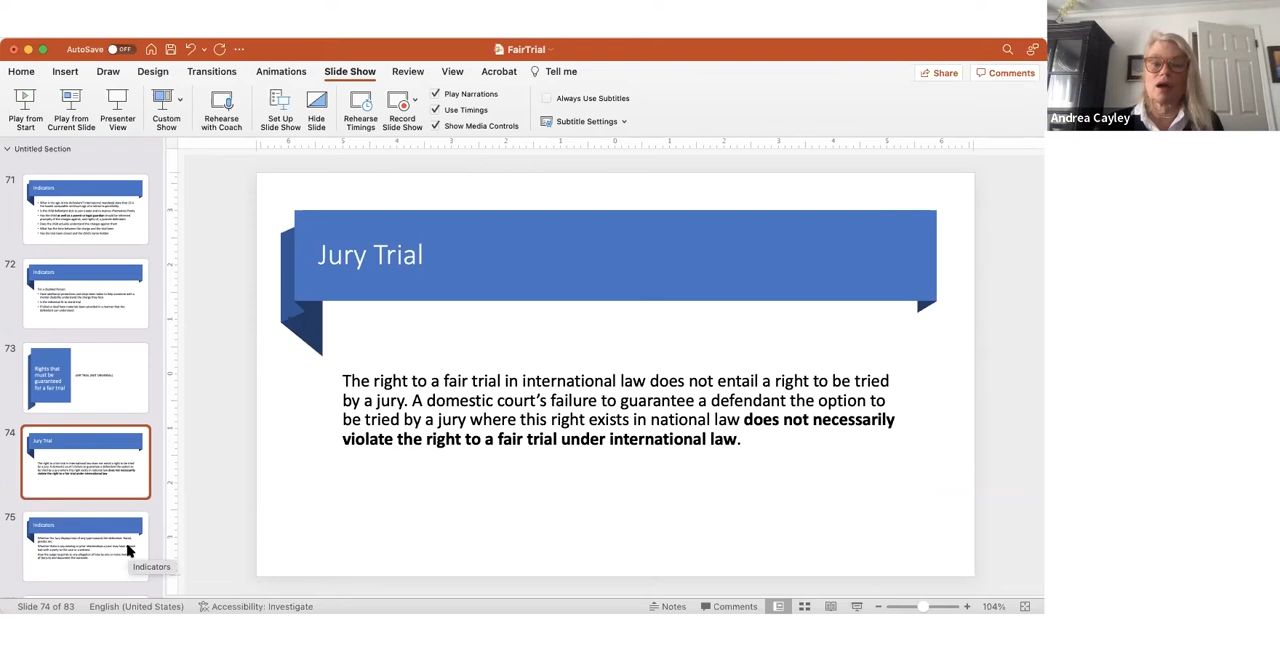 AutoSave OFF
FairTrial
Home Insert Draw Design Transitions Animations Slide Show Review View Acrobat Tell me
Share Comments
Play from Start
Play from Current Slide
Presenter View
Custom Show
Rehearse with Coach
Set Up Slide Show
Hide Slide
Rehearse Timings
Record Slide Show
Play Narrations
Use Timings
Show Media Controls
Always Use Subtitles
Subtitle Settings
Andrea Cayley
Untitled Section
71
Indicators
72
Indicators
73
Rights that
must be
guaranteed
for a fair trial
74
Jury Trial
75
Indicators
Indicators
Jury Trial
The right to a fair trial in international law does not entail a right to be tried
by a jury. A domestic court's failure to guarantee a defendant the option to
be tried by a jury where this right exists in national law does not necessarily
violate the right to a fair trial under international law.
Slide 74 of 83 English (United States) Accessibility: Investigate
Notes Comments 104%